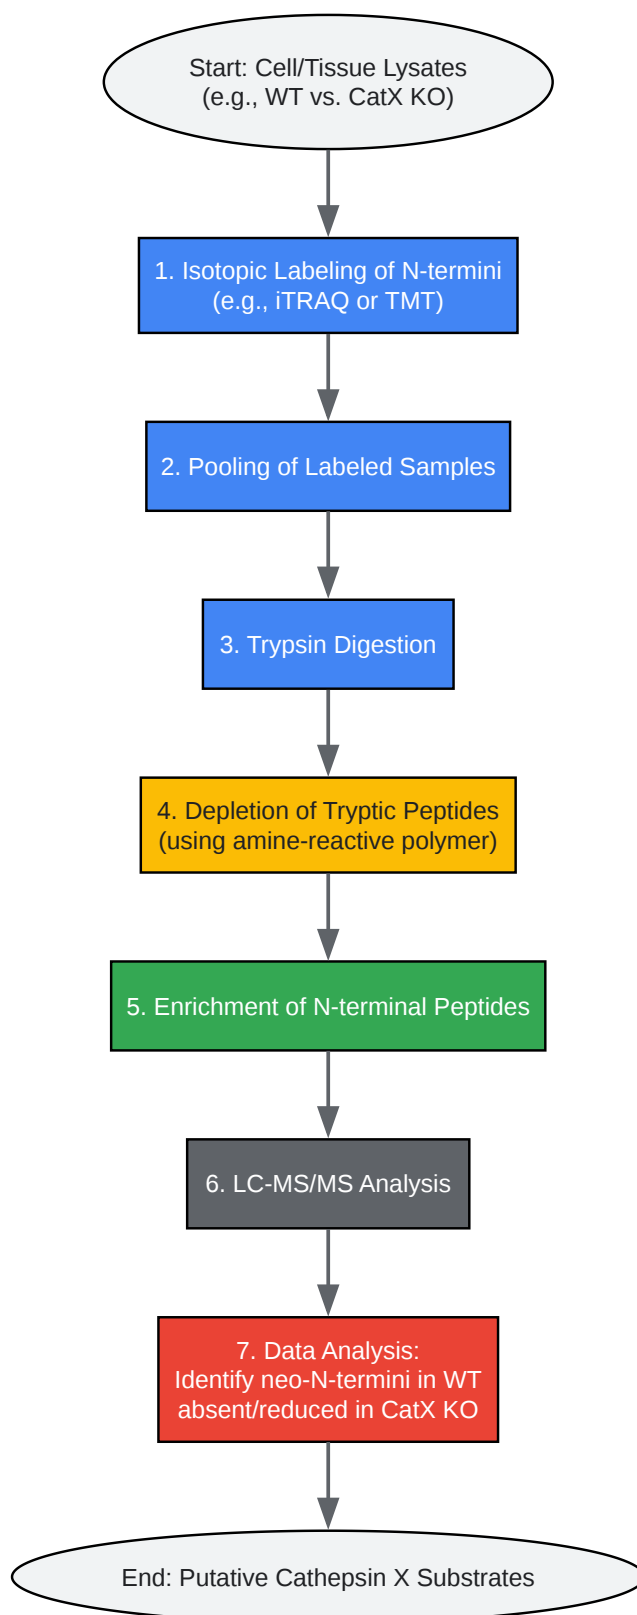 Start: Cell/Tissue Lysates
(e.g., WT vs. CatX KO)
1. Isotopic Labeling of N-termini
(e.g., iTRAQ or TMT)
2. Pooling of Labeled Samples
3. Trypsin Digestion
4. Depletion of Tryptic Peptides
(using amine-reactive polymer)
5. Enrichment of N-terminal Peptides
6. LC-MS/MS Analysis
7. Data Analysis:
Identify neo-N-termini in WT
absent/reduced in CatX KO
End: Putative Cathepsin X Substrates